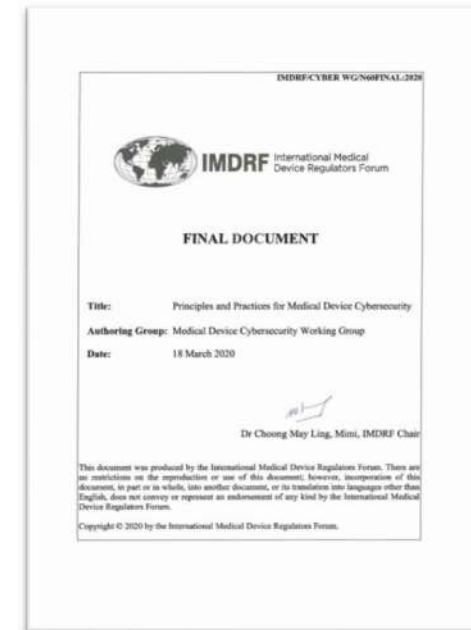 IMDRF/CYBER WG/N60FINAL:2020
IMDRF International Medical
Device Regulators Forum
FINAL DOCUMENT
Title: Principles and Practices for Medical Device Cybersecurity
Authoring Group: Medical Device Cybersecurity Working Group
Date: 18 March 2020
Dr Choong May Ling, Mimi, IMDRF Chair
This document was produced by the International Medical Device Regulators Forum. There are
no restrictions on the reproduction or use of this document; however, incorporation of this
document, in part or in whole, into another document, or its translation into languages other than
English, does not convey or represent an endorsement of any kind by the International Medical
Device Regulators Forum.
Copyright © 2020 by the International Medical Device Regulators Forum.